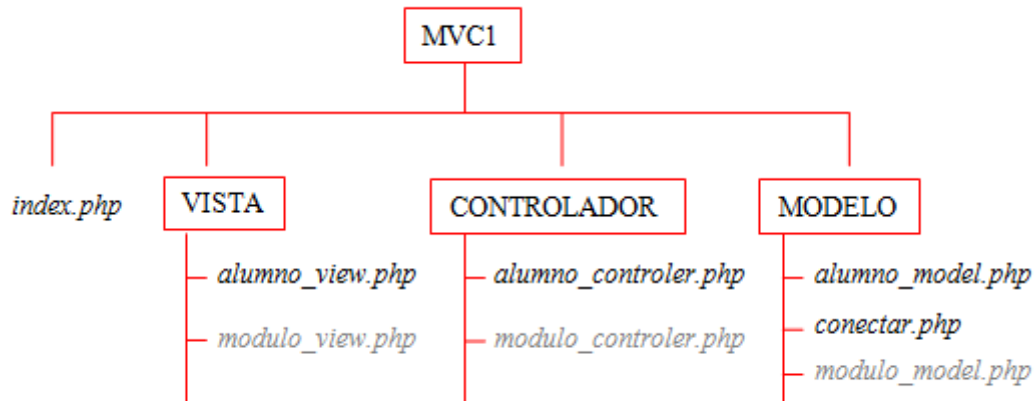 MVC1
index.php
VISTA
CONTROLADOR
MODELO
alumno_view.php
alumno_controler.php
alumno_model.php
conectar.php
modulo_view.php
modulo_controler.php
modulo_model.php